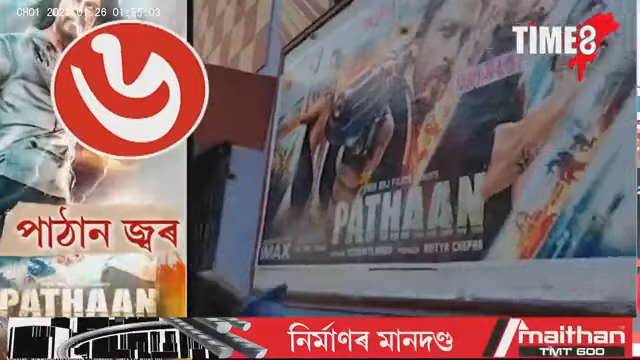 CH01 2023-01-26 01:55:03
TIME8
৬
পাঠান জ্বৰ
PATHAAN
PATHAAN
IMAX
নিৰ্মাণৰ মানদণ্ড
maithan
TMT 600